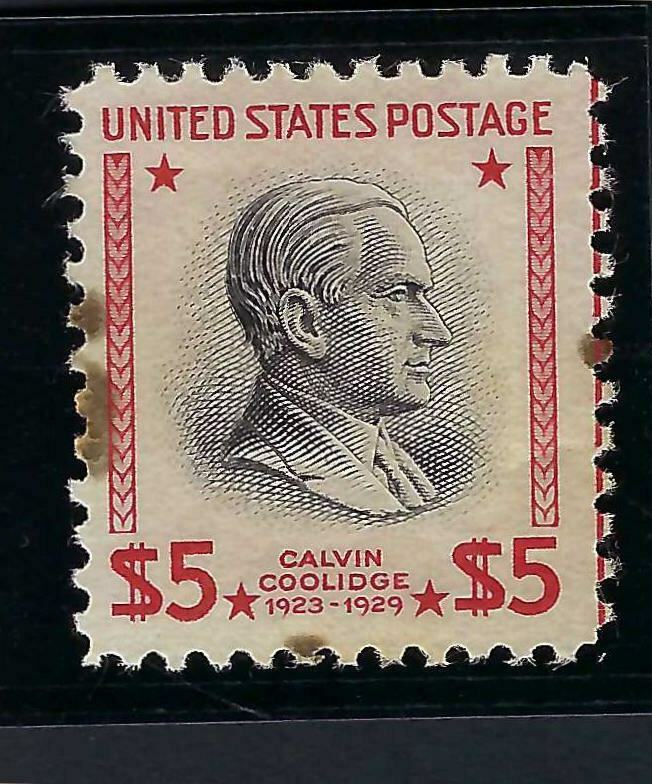 UNITED STATES POSTAGE
CALVIN
COOLIDGE
$5 1923-1929 $5